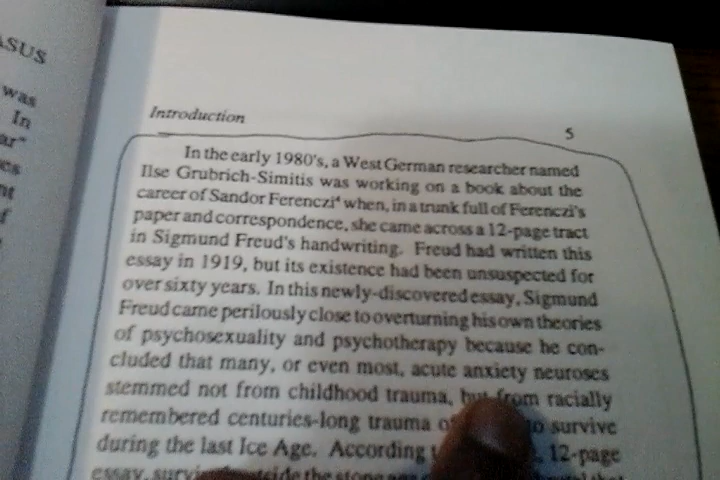 ASUS
was
In
Introduction
5
In the early 1980's, a West German researcher named
Ilse Grubrich-Simitis was working on a book about the
career of Sandor Ferenczi⁴ when, in a trunk full of Ferenczi's
paper and correspondence, she came across a 12-page tract
in Sigmund Freud's handwriting. Freud had written this
essay in 1919, but its existence had been unsuspected for
over sixty years. In this newly-discovered essay, Sigmund
Freud came perilously close to overturning his own theories
of psychosexuality and psychotherapy because he con-
cluded that many, or even most, acute anxiety neuroses
stemmed not from childhood trauma, but from racially
remembered centuries-long trauma to survive
during the last Ice Age. According 12-page
essay, the stone